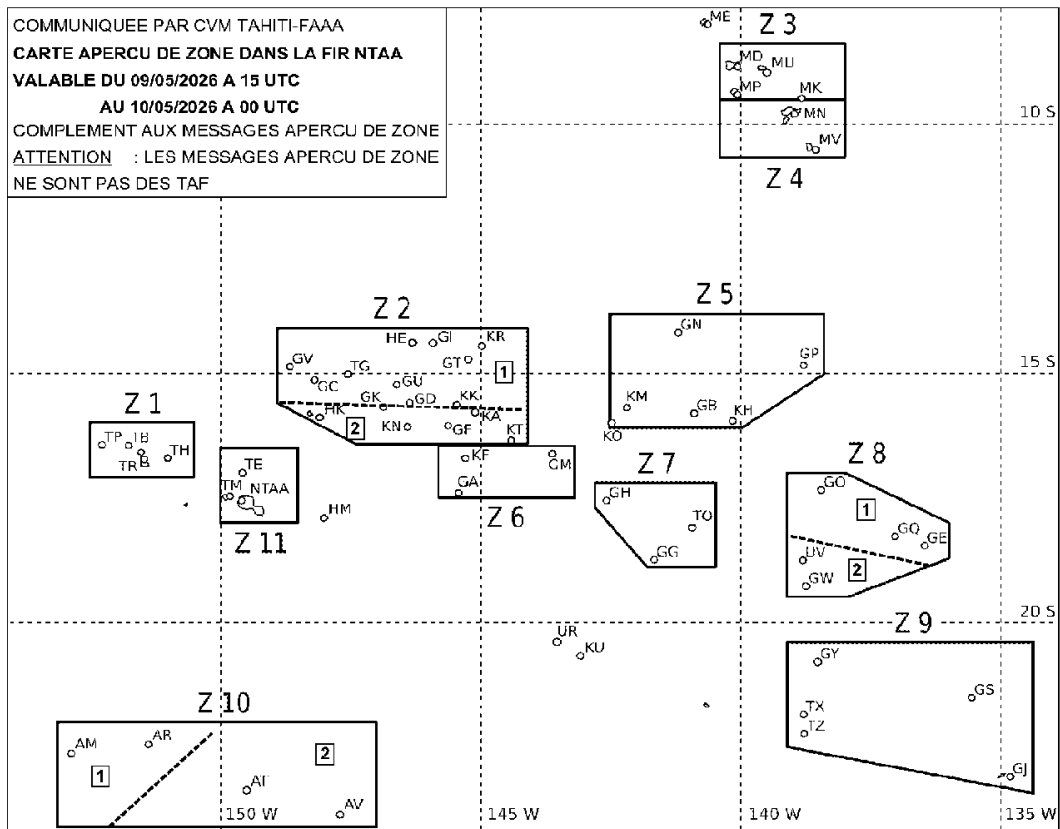 COMMUNIQUEE PAR CVM TAHITI-FAAA
CARTE APERCU DE ZONE DANS LA FIR NTAA
VALABLE DU 09/05/2026 A 15 UTC
AU 10/05/2026 A 00 UTC
COMPLEMENT AUX MESSAGES APERCU DE ZONE
ATTENTION : LES MESSAGES APERCU DE ZONE
NE SONT PAS DES TAF
ME
Z 3
MD
MU
MP
MK
MN
10 S
MV
Z 4
Z 2
Z 5
HE
GI
KR
GN
GV
TG
GT
GP
GC
GU
1
15 S
GK
GD
KK
KM
HK
KA
GB
KH
2
KN
GF
KT
KO
Z 1
TP
TB
TR
TH
TE
TM
NTAA
HM
Z 11
KF
GM
GA
Z 6
Z 7
GH
TO
GG
Z 8
GO
1
GQ
GE
UV
2
GW
20 S
UR
KU
Z 9
GY
GS
TX
TZ
GJ
Z 10
AM
AR
2
1
AT
AV
150 W
145 W
140 W
135 W